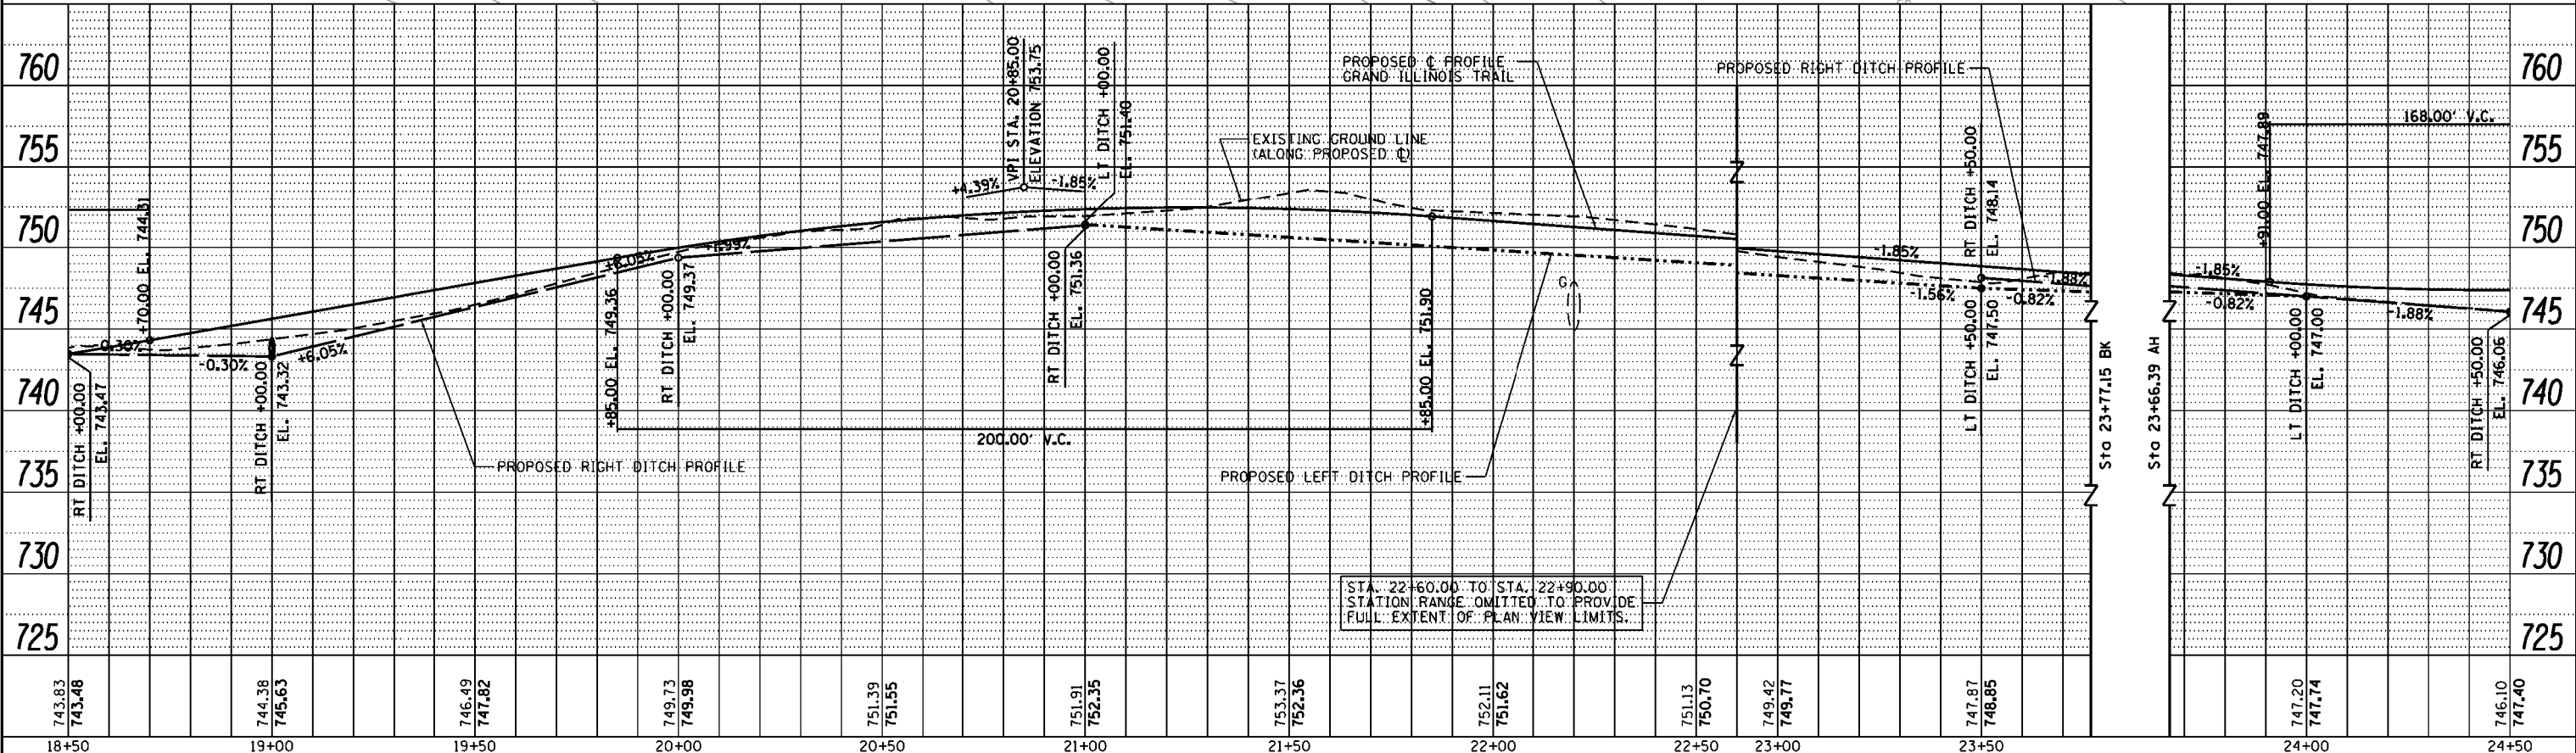 760
755
750
745
740
735
730
725
760
755
750
745
740
735
730
725
RT DITCH +00.00
EL. 743.47
-0.30%
+70.00 EL. 744.31
-0.30%
RT DITCH +00.00
EL. 743.32
+6.05%
PROPOSED RIGHT DITCH PROFILE
+85.00 EL. 749.36
+6.05%
RT DITCH +00.00
EL. 749.37
+1.99%
200.00' V.C.
+4.39%
VPI STA. 20+85.00
ELEVATION 753.75
-1.85%
LT DITCH +00.00
EL. 751.40
RT DITCH +00.00
EL. 751.36
EXISTING GROUND LINE
(ALONG PROPOSED ℄)
PROPOSED ℄ PROFILE
GRAND ILLINOIS TRAIL
+85.00 EL. 751.90
PROPOSED LEFT DITCH PROFILE
G
STA. 22+60.00 TO STA. 22+90.00
STATION RANGE OMITTED TO PROVIDE
FULL EXTENT OF PLAN VIEW LIMITS.
PROPOSED RIGHT DITCH PROFILE
-1.85%
RT DITCH +50.00
EL. 748.14
-1.56%
LT DITCH +50.00
EL. 747.50
-0.82%
-1.88%
Sta 23+77.15 BK
Sta 23+66.39 AH
-1.85%
-0.82%
+91.00 EL. 747.89
168.00' V.C.
LT DITCH +00.00
EL. 747.00
-1.88%
RT DITCH +50.00
EL. 746.06
743.83
743.48
744.38
745.63
746.49
747.82
749.73
749.98
751.39
751.55
751.91
752.35
753.37
752.36
752.11
751.62
751.13
750.70
749.42
749.77
747.87
748.85
747.20
747.74
746.10
747.40
18+50
19+00
19+50
20+00
20+50
21+00
21+50
22+00
22+50
23+00
23+50
24+00
24+50